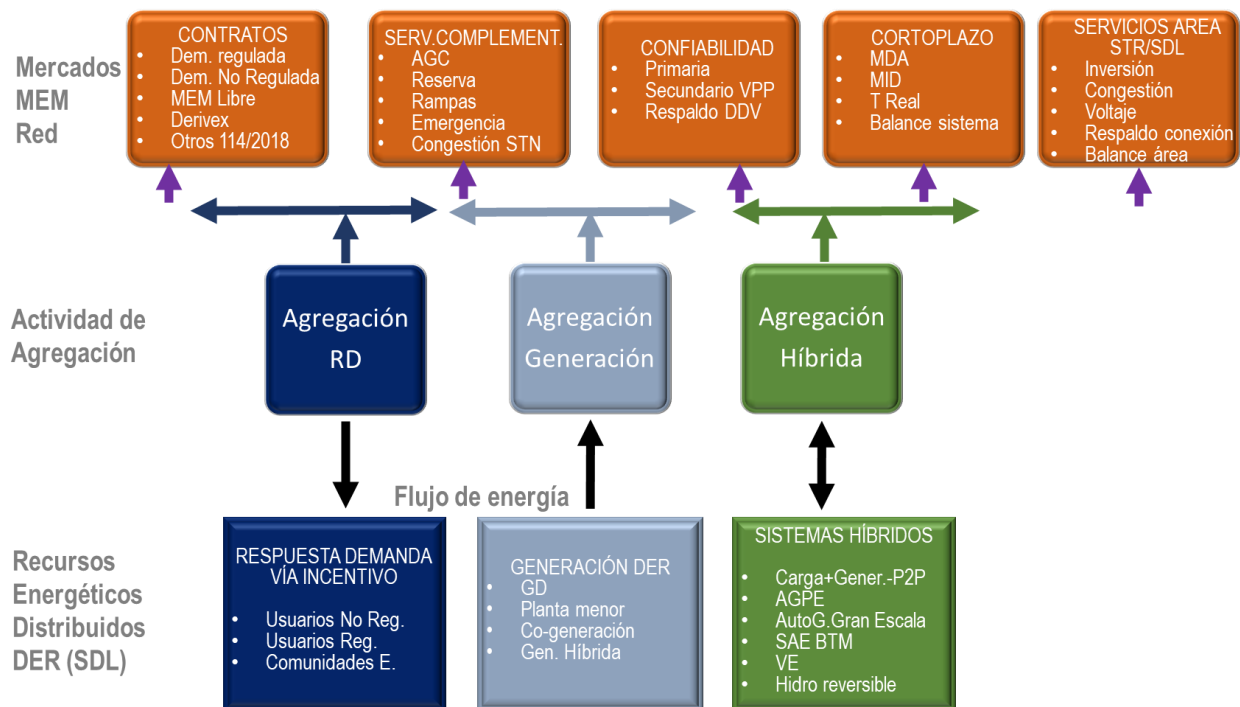 Mercados
MEM
Red
CONTRATOS
• Dem. regulada
• Dem. No Regulada
• MEM Libre
• Derivex
• Otros 114/2018
SERV.COMPLEMENT.
• AGC
• Reserva
• Rampas
• Emergencia
• Congestión STN
CONFIABILIDAD
• Primaria
• Secundario VPP
• Respaldo DDV
CORTOPLAZO
• MDA
• MID
• T Real
• Balance sistema
SERVICIOS AREA
STR/SDL
• Inversión
• Congestión
• Voltaje
• Respaldo conexión
• Balance área
Actividad de
Agregación
Agregación
RD
Agregación
Generación
Agregación
Híbrida
Flujo de energía
Recursos
Energéticos
Distribuidos
DER (SDL)
RESPUESTA DEMANDA
VÍA INCENTIVO
• Usuarios No Reg.
• Usuarios Reg.
• Comunidades E.
GENERACIÓN DER
• GD
• Planta menor
• Co-generación
• Gen. Híbrida
SISTEMAS HÍBRIDOS
• Carga+Gener.-P2P
• AGPE
• AutoG.Gran Escala
• SAE BTM
• VE
• Hidro reversible